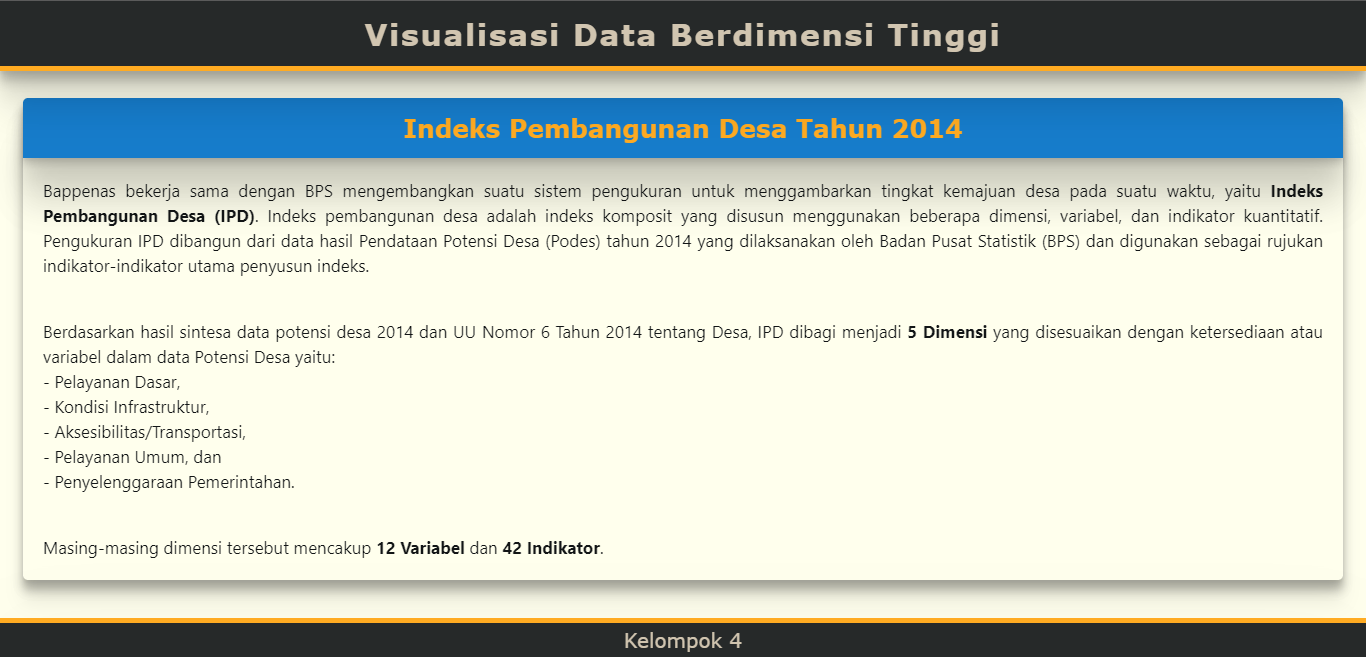 Visualisasi Data Berdimensi Tinggi
Indeks Pembangunan Desa Tahun 2014
Bappenas bekerja sama dengan BPS mengembangkan suatu sistem pengukuran untuk menggambarkan tingkat kemajuan desa pada suatu waktu, yaitu Indeks
Pembangunan Desa (IPD). Indeks pembangunan desa adalah indeks komposit yang disusun menggunakan beberapa dimensi, variabel, dan indikator kuantitatif.
Pengukuran IPD dibangun dari data hasil Pendataan Potensi Desa (Podes) tahun 2014 yang dilaksanakan oleh Badan Pusat Statistik (BPS) dan digunakan sebagai rujukan
indikator-indikator utama penyusun indeks.
Berdasarkan hasil sintesa data potensi desa 2014 dan UU Nomor 6 Tahun 2014 tentang Desa, IPD dibagi menjadi 5 Dimensi yang disesuaikan dengan ketersediaan atau
variabel dalam data Potensi Desa yaitu:
- Pelayanan Dasar,
- Kondisi Infrastruktur,
- Aksesibilitas/Transportasi,
- Pelayanan Umum, dan
- Penyelenggaraan Pemerintahan.
Masing-masing dimensi tersebut mencakup 12 Variabel dan 42 Indikator.
Kelompok 4